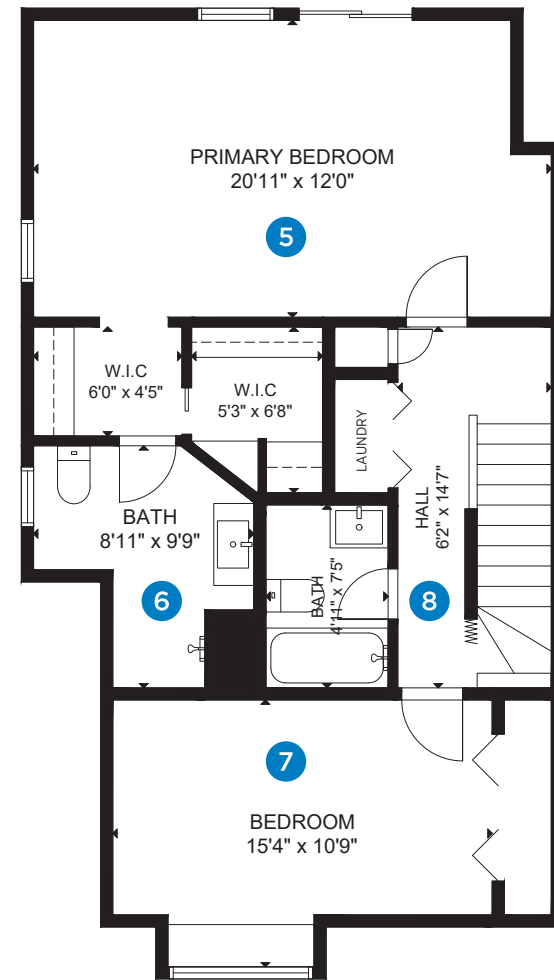 PRIMARY BEDROOM
20'11" x 12'0"
5
W.I.C
6'0" x 4'5"
W.I.C
5'3" x 6'8"
LAUNDRY
HALL
6'2" x 14'7"
BATH
8'11" x 9'9"
6
BATH
4'11" x 7'5"
8
7
BEDROOM
15'4" x 10'9"